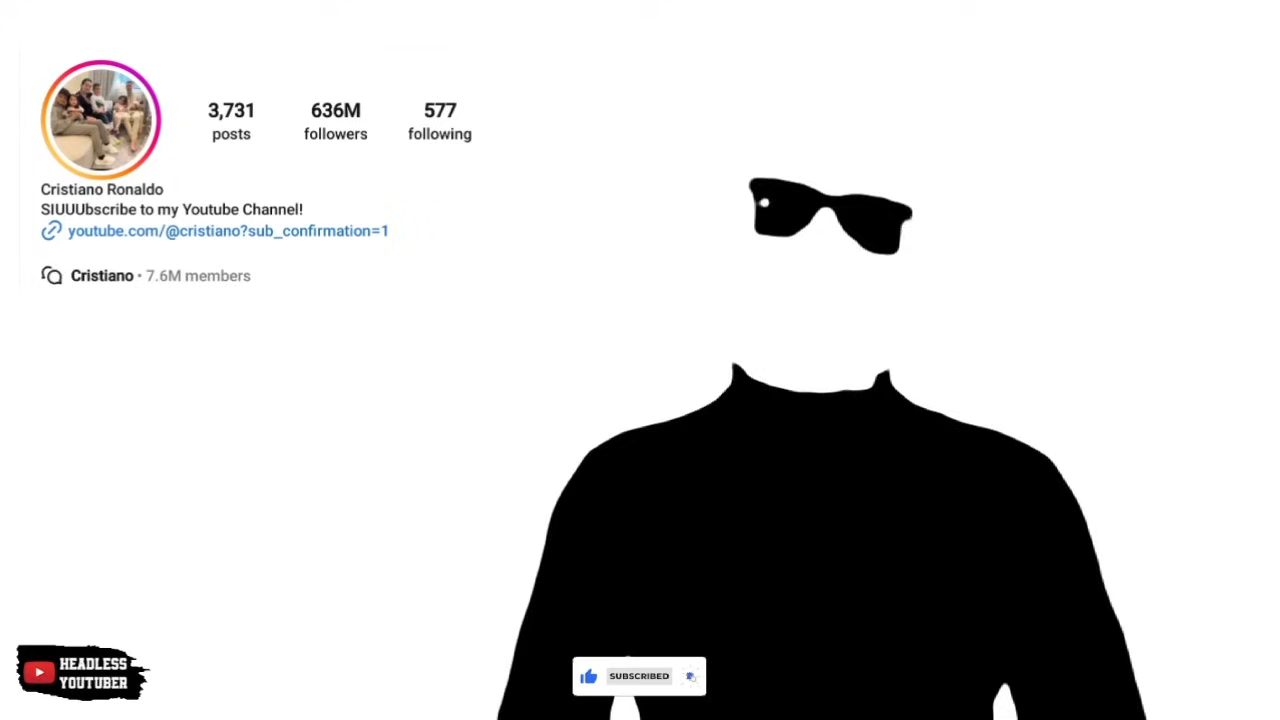 3,731 636M 577
posts followers following
Cristiano Ronaldo
SIUUUbscribe to my Youtube Channel!
youtube.com/@cristiano?sub_confirmation=1
Cristiano • 7.6M members
HEADLESS
YOUTUBER
SUBSCRIBED